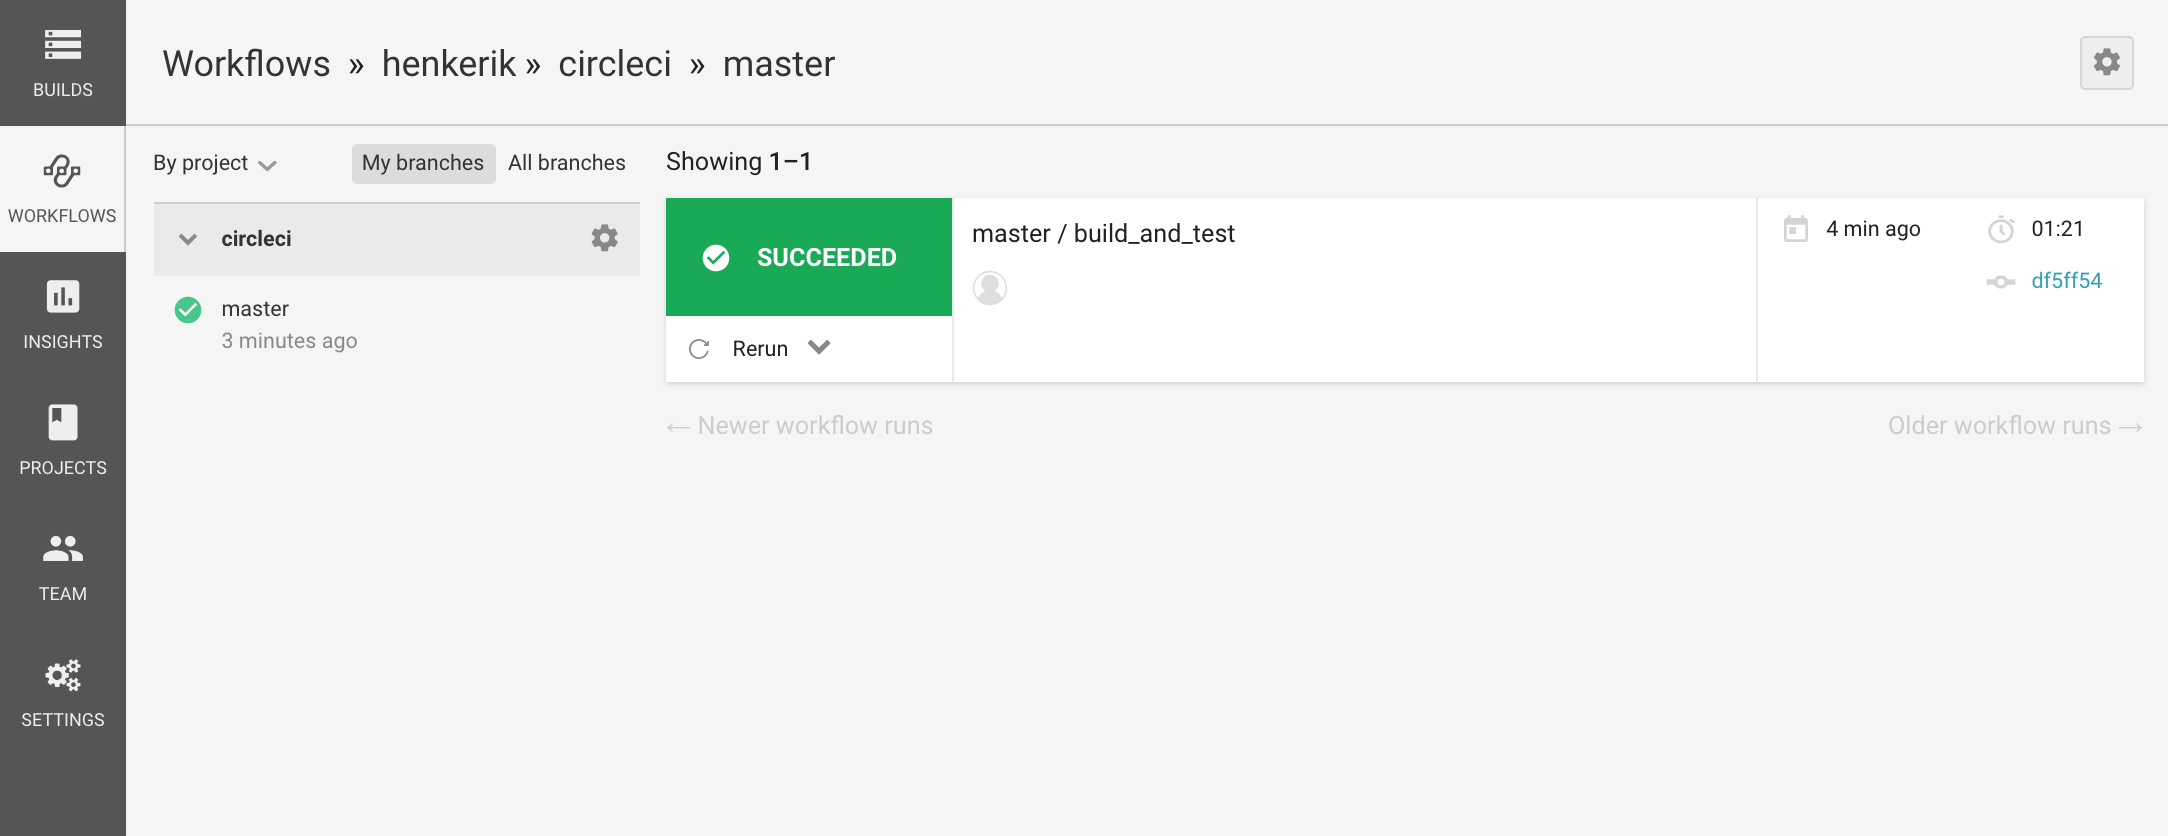 BUILDS
WORKFLOWS
INSIGHTS
PROJECTS
TEAM
SETTINGS
Workflows » henkerik » circleci » master
By project
My branches All branches
circleci
master
3 minutes ago
Showing 1–1
SUCCEEDED
Rerun
master / build_and_test
4 min ago
01:21
df5ff54
← Newer workflow runs
Older workflow runs →